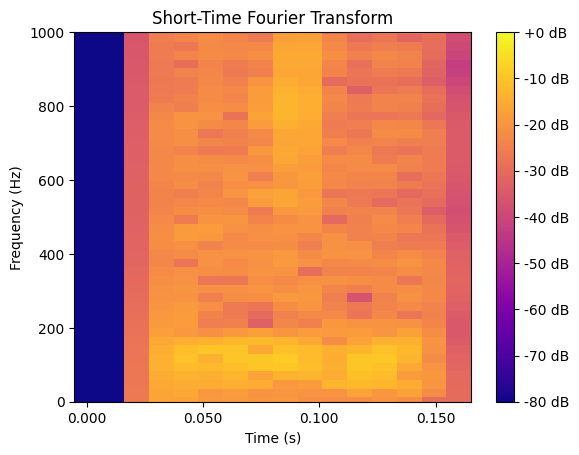 Short-Time Fourier Transform
1000
800
600
400
200
0
Frequency (Hz)
0.000
0.050
0.100
0.150
Time (s)
+0 dB
-10 dB
-20 dB
-30 dB
-40 dB
-50 dB
-60 dB
-70 dB
-80 dB